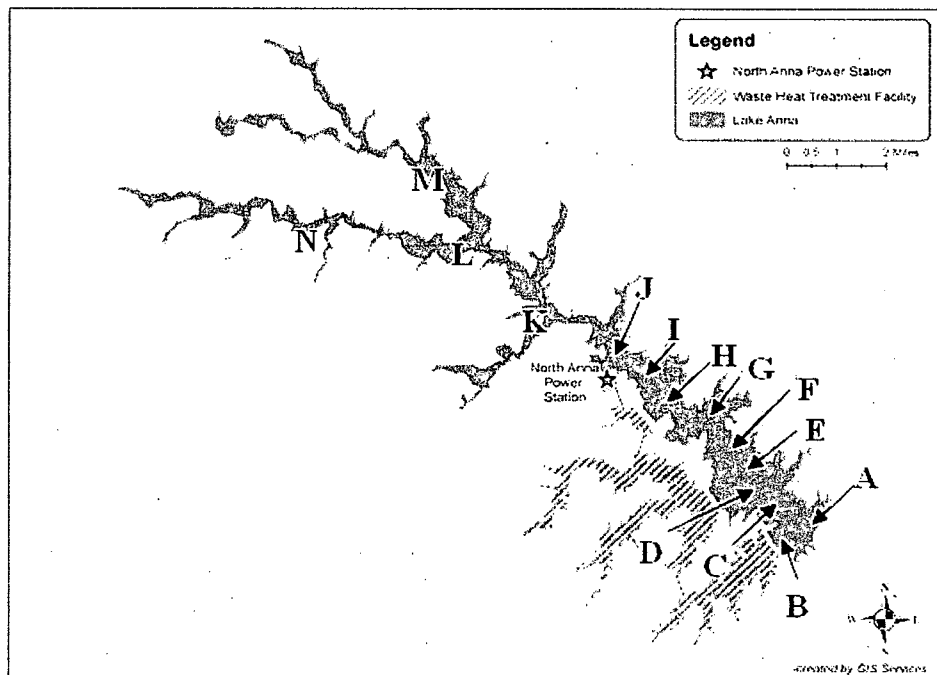 Legend
North Anna Power Station
Waste Heat Treatment Facility
Lake Anna
0 0.5 1 2 Miles
M
N
L
K
J
I
H
G
F
E
A
North Anna
Power
Station
D
C
B
N
W
S
created by GIS Services